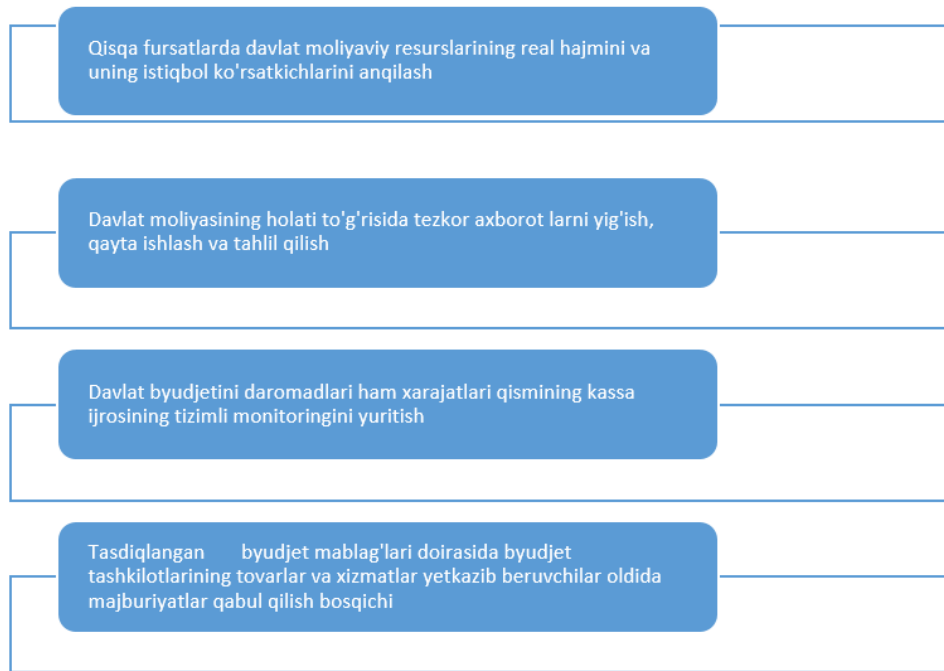 Qisqa fursatlarda davlat moliyaviy resurslarining real hajmini va
uning istiqbol ko'rsatkichlarini anqilash
Davlat moliyasining holati to'g'risida tezkor axborot larni yig'ish,
qayta ishlash va tahlil qilish
Davlat byudjetini daromadlari ham xarajatlari qismining kassa
ijrosining tizimli monitoringini yuritish
Tasdiqlangan byudjet mablag'lari doirasida byudjet
tashkilotlarining tovarlar va xizmatlar yetkazib beruvchilar oldida
majburiyatlar qabul qilish bosqichi